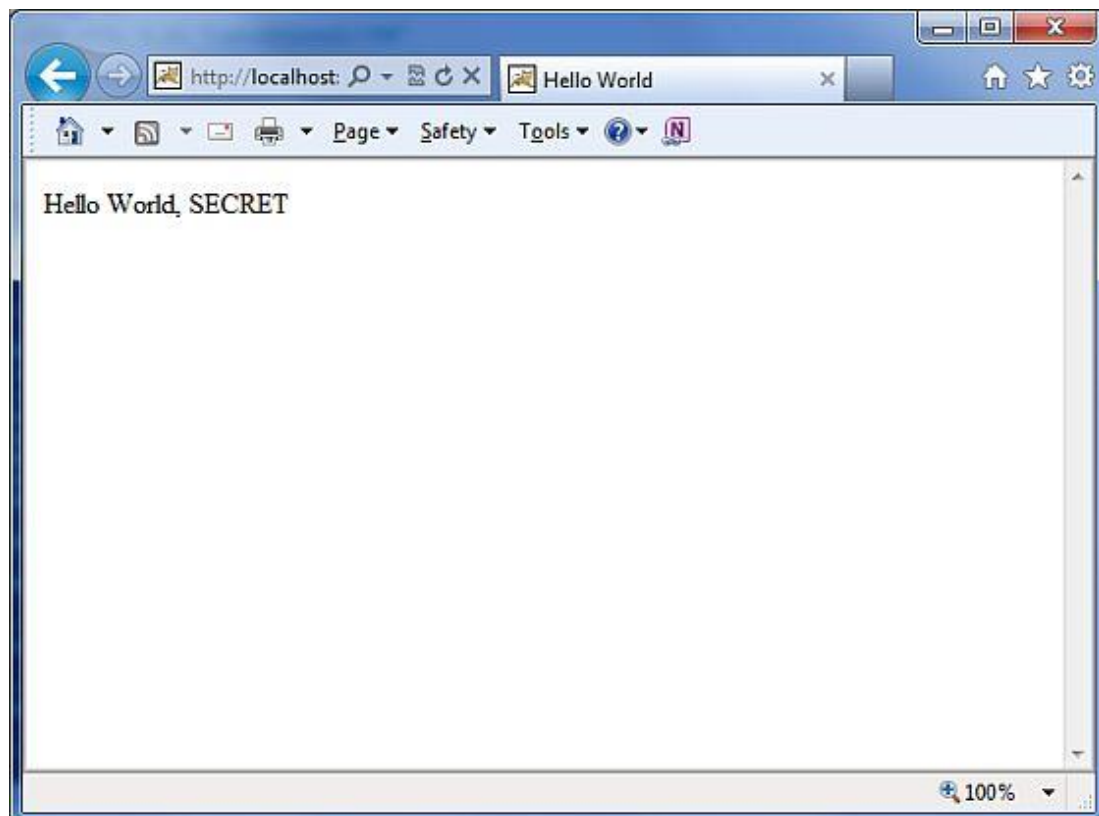 http://localhost:
Hello World
Page
Safety
Tools
Hello World, SECRET
100%